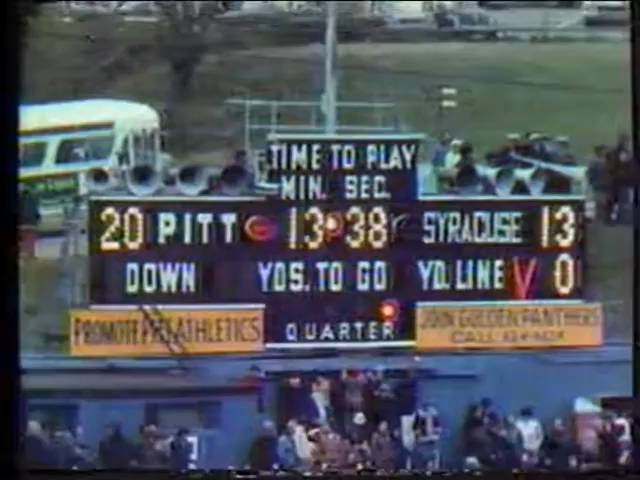 TIME TO PLAY
MIN. SEC.
20 PITT 13 38 SYRACUSE 13
DOWN YDS. TO GO YD. LINE 0
QUARTER
PROMOTE PITT ATHLETICS
JOIN GOLDEN PANTHERS
CALL